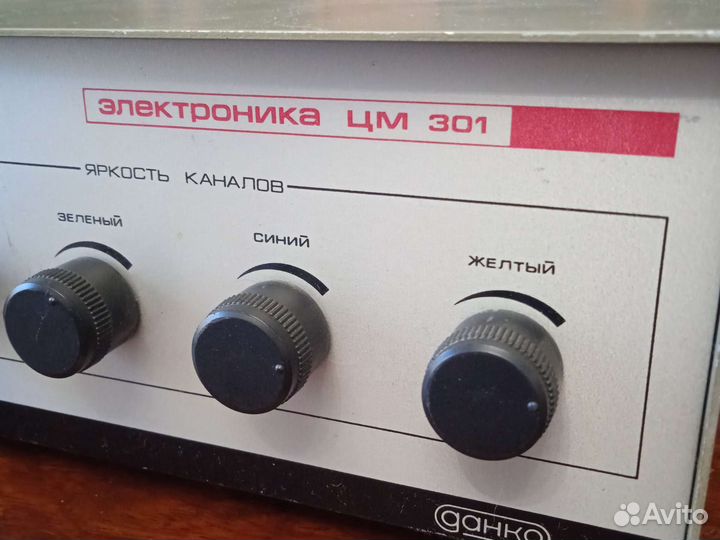 электроника ЦМ 301
ЯРКОСТЬ КАНАЛОВ
ЗЕЛЕНЫЙ
СИНИЙ
ЖЕЛТЫЙ
данко
Avito